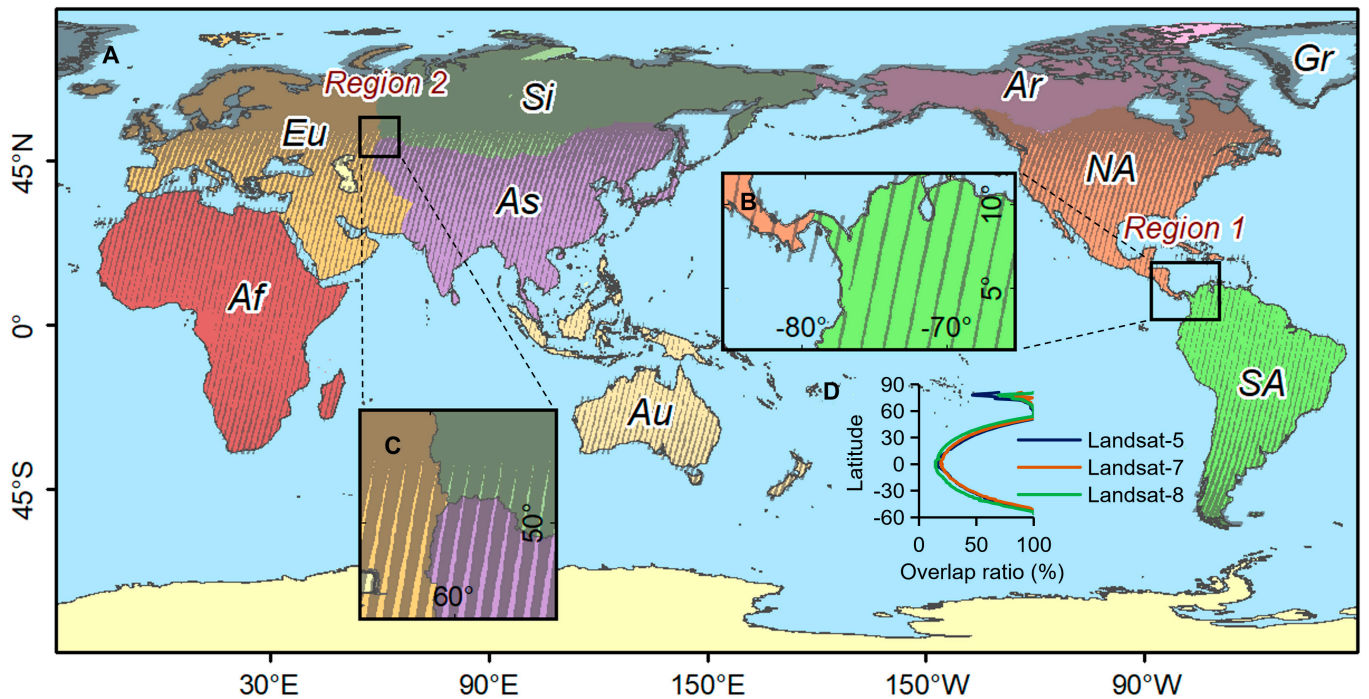 A
Region 2
Si
Ar
Gr
Eu
NA
45°N
As
B
10°
Region 1
Af
5°
-80°
-70°
0°
SA
Au
D
90
60
30
0
-30
-60
Latitude
Landsat-5
Landsat-7
Landsat-8
0 50 100
Overlap ratio (%)
C
50°
60°
45°S
30°E 90°E 150°E 150°W 90°W